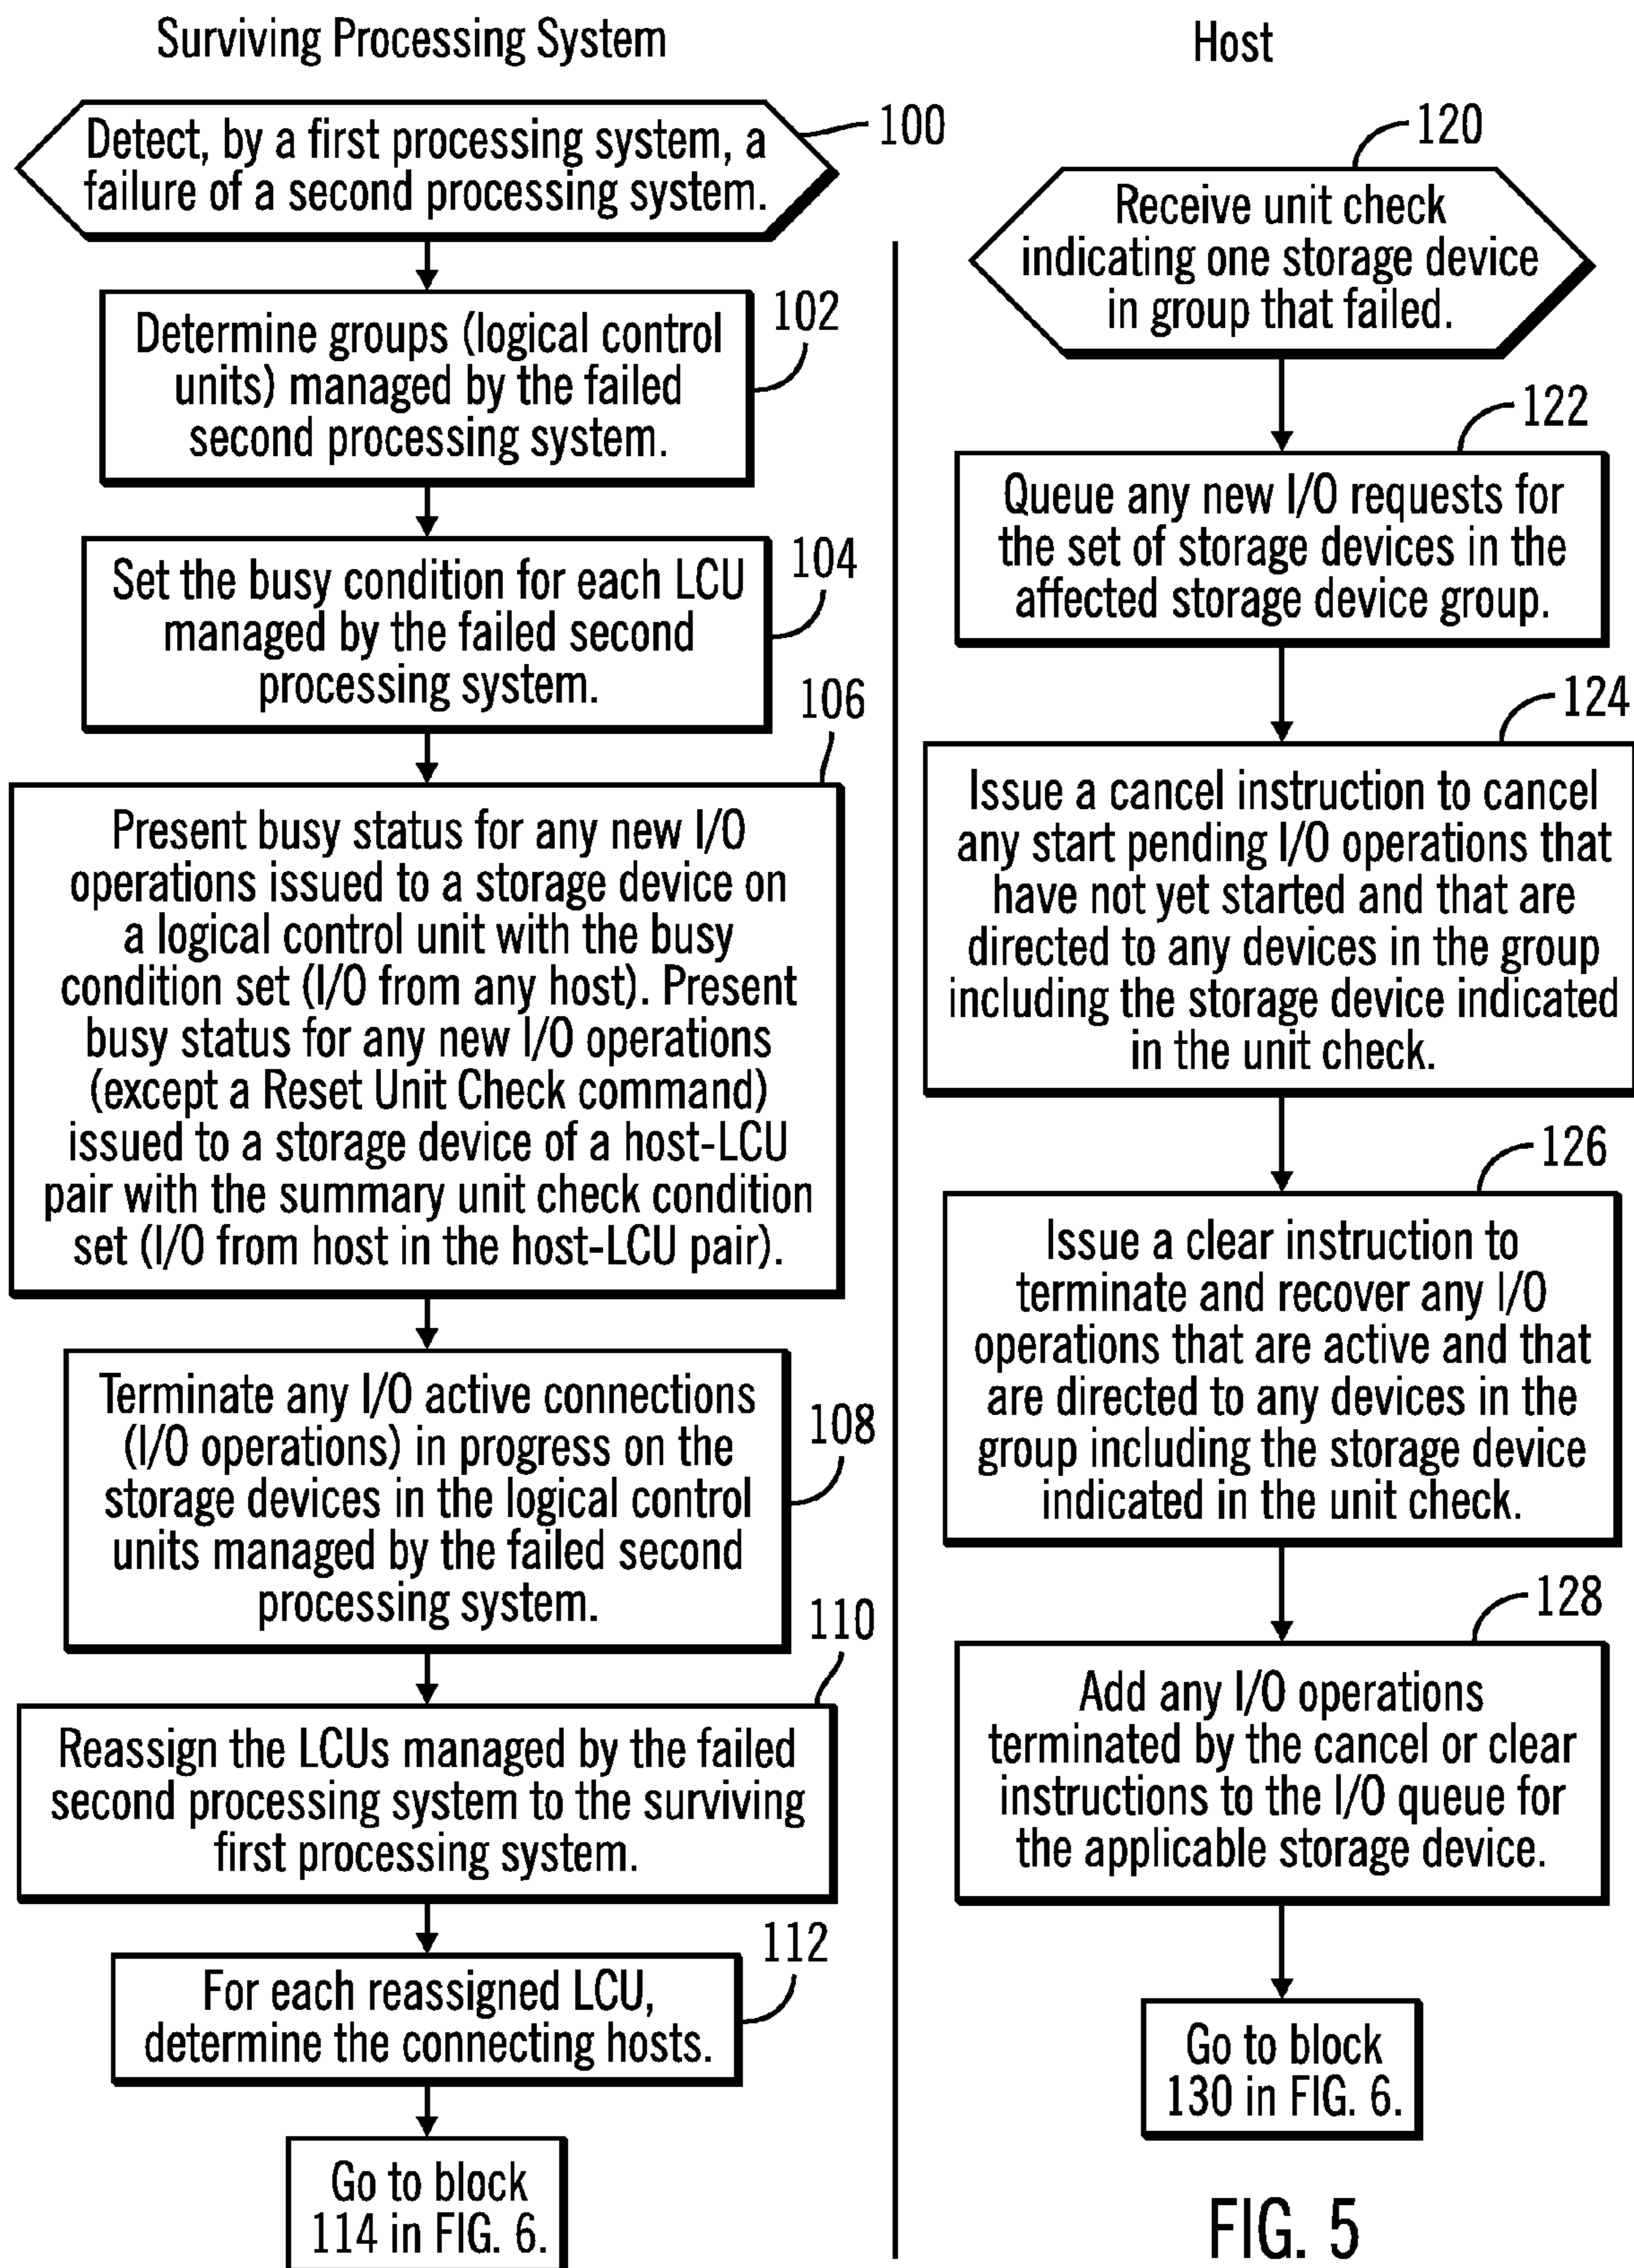 Surviving Processing System
Detect, by a first processing system, a
failure of a second processing system.
100
Determine groups (logical control
units) managed by the failed
second processing system.
102
Set the busy condition for each LCU
managed by the failed second
processing system.
104
106
Present busy status for any new I/O
operations issued to a storage device on
a logical control unit with the busy
condition set (I/O from any host). Present
busy status for any new I/O operations
(except a Reset Unit Check command)
issued to a storage device of a host-LCU
pair with the summary unit check condition
set (I/O from host in the host-LCU pair).
Terminate any I/O active connections
(I/O operations) in progress on the
storage devices in the logical control
units managed by the failed second
processing system.
108
110
Reassign the LCUs managed by the failed
second processing system to the surviving
first processing system.
112
For each reassigned LCU,
determine the connecting hosts.
Go to block
114 in FIG. 6.
Host
120
Receive unit check
indicating one storage device
in group that failed.
122
Queue any new I/O requests for
the set of storage devices in the
affected storage device group.
124
Issue a cancel instruction to cancel
any start pending I/O operations that
have not yet started and that are
directed to any devices in the group
including the storage device indicated
in the unit check.
126
Issue a clear instruction to
terminate and recover any I/O
operations that are active and that
are directed to any devices in the
group including the storage device
indicated in the unit check.
128
Add any I/O operations
terminated by the cancel or clear
instructions to the I/O queue for
the applicable storage device.
Go to block
130 in FIG. 6.
FIG. 5